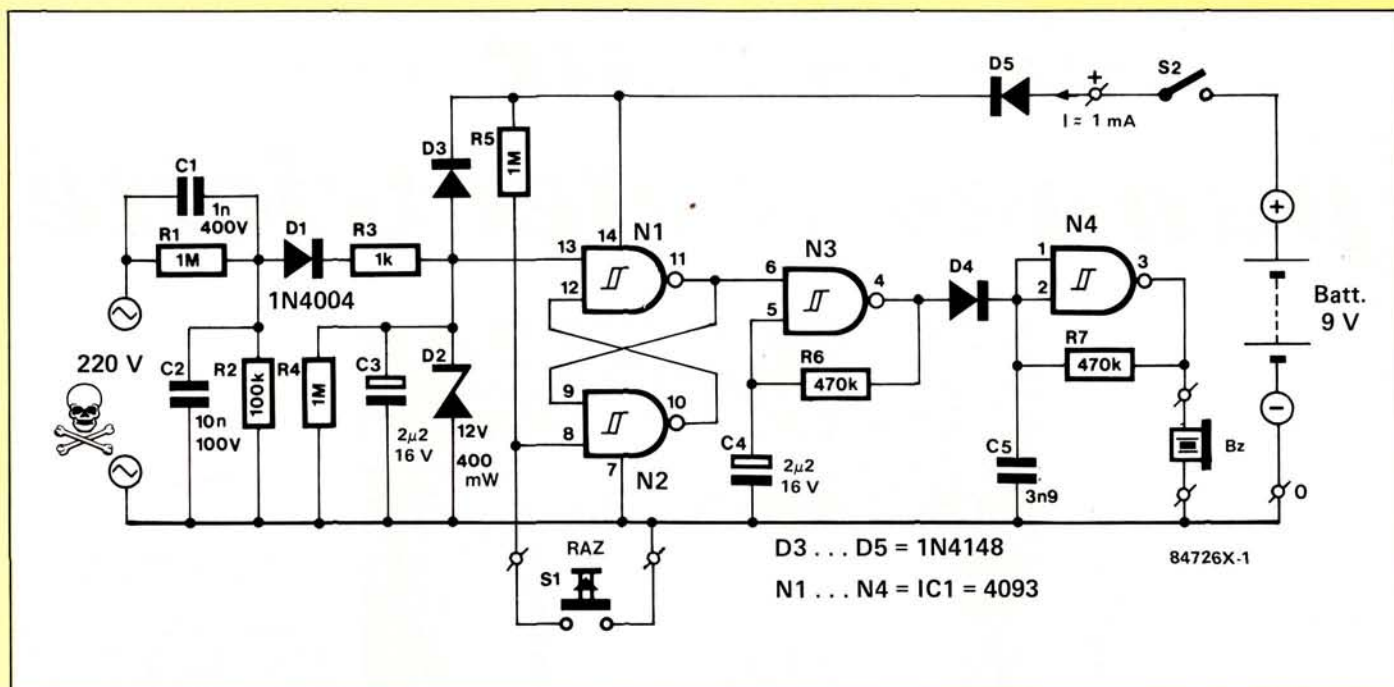 D5
+
S2
I = 1 mA
R5
1M
D3
C1
1n
400V
R1
1M
D1
R3
1k
1N4004
14
N1
13
12
11
N3
6
5
4
D4
N4
1
2
3
+
Batt.
9 V
−
220 V
C2
10n
100V
R2
100k
R4
1M
C3
2µ2
16 V
D2
12V
400
mW
9
8
10
7
N2
R6
470k
C4
2µ2
16 V
R7
470k
C5
3n9
Bz
0
RAZ
S1
D3 . . . D5 = 1N4148
N1 . . . N4 = IC1 = 4093
84726X-1